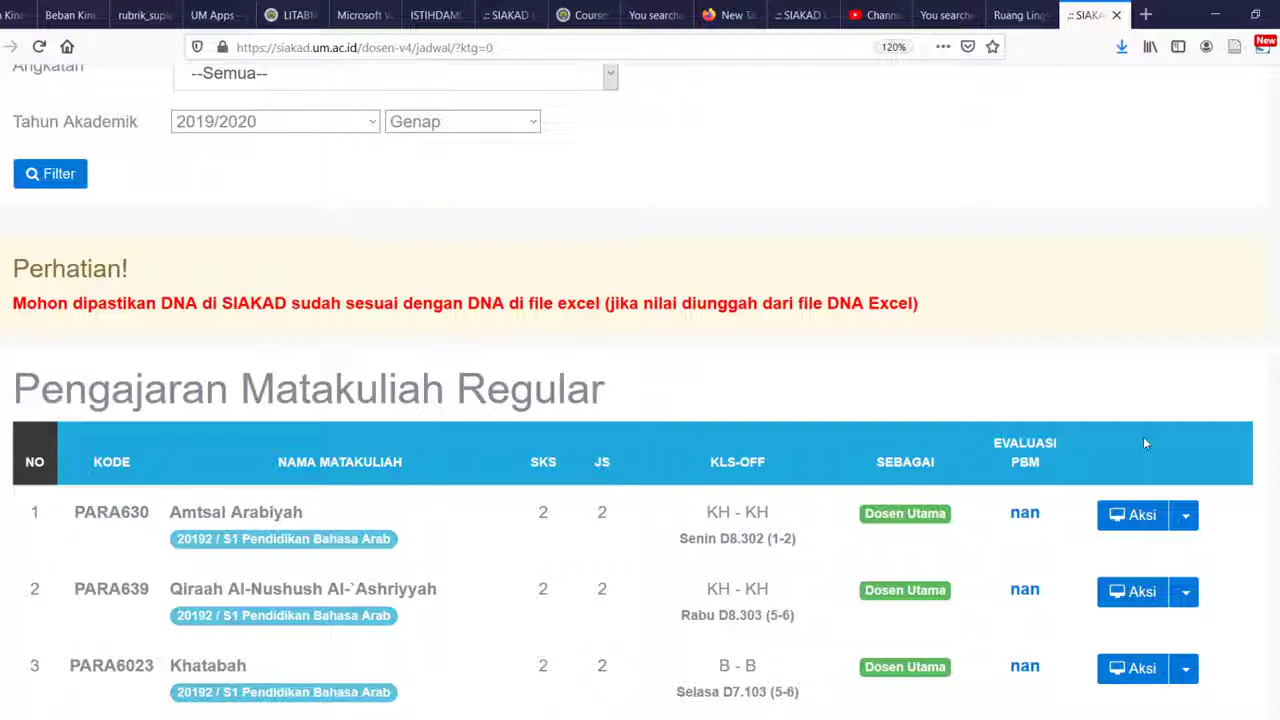 Kine
Beban Kine
rubrik_supl
UM Apps
LITAB
Microsoft
ISTIHDAM
.:: SIAKAD
Course
You searche
New Ta
.:: SIAKAD
Chann
You searche
Ruang Ling
.:: SIAKA
https://siakad.um.ac.id/dosen-v4/jadwal/?ktg=0
120%
New
Angkatan
--Semua--
Tahun Akademik
2019/2020
Genap
Filter
Perhatian!
Mohon dipastikan DNA di SIAKAD sudah sesuai dengan DNA di file excel (jika nilai diunggah dari file DNA Excel)
Pengajaran Matakuliah Regular
NO KODE NAMA MATAKULIAH SKS JS KLS-OFF SEBAGAI EVALUASI PBM
1 PARA630 Amtsal Arabiyah 2 2 KH - KH Dosen Utama nan Aksi
20192 / S1 Pendidikan Bahasa Arab Senin D8.302 (1-2)
2 PARA639 Qiraah Al-Nushush Al-`Ashriyyah 2 2 KH - KH Dosen Utama nan Aksi
20192 / S1 Pendidikan Bahasa Arab Rabu D8.303 (5-6)
3 PARA6023 Khatabah 2 2 B - B Dosen Utama nan Aksi
20192 / S1 Pendidikan Bahasa Arab Selasa D7.103 (5-6)